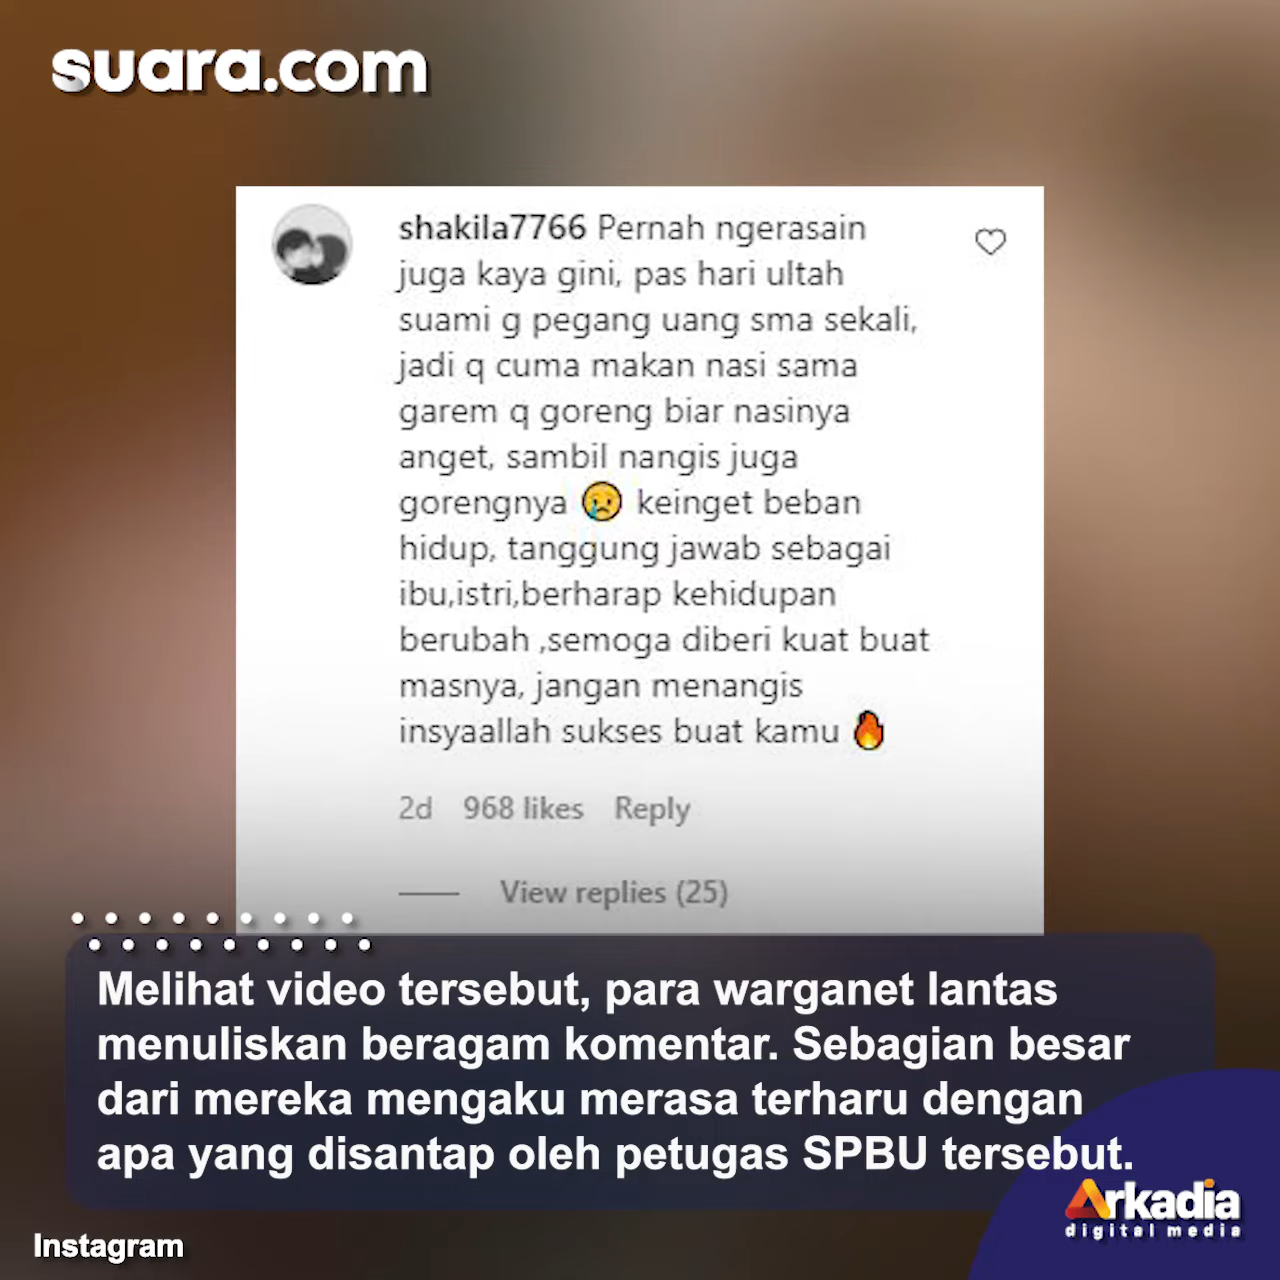 suara.com
shakila7766 Pernah ngerasain
juga kaya gini, pas hari ultah
suami g pegang uang sma sekali,
jadi q cuma makan nasi sama
garem q goreng biar nasinya
anget, sambil nangis juga
gorengnya 😢 keinget beban
hidup, tanggung jawab sebagai
ibu,istri,berharap kehidupan
berubah ,semoga diberi kuat buat
masnya, jangan menangis
insyaallah sukses buat kamu 🔥
2d 968 likes Reply
View replies (25)
Melihat video tersebut, para warganet lantas
menuliskan beragam komentar. Sebagian besar
dari mereka mengaku merasa terharu dengan
apa yang disantap oleh petugas SPBU tersebut.
Arkadia
digital media
Instagram